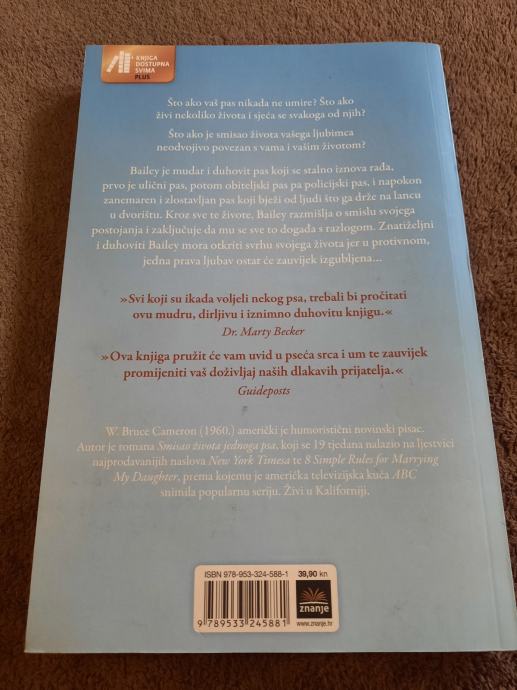 KNJIGA
DOSTUPNA
SVIMA
PLUS
Što ako vaš pas nikada ne umire? Što ako
živi nekoliko života i sjeća se svakoga od njih?
Što ako je smisao života vašega ljubimca
neodvojivo povezan s vama i vašim životom?
Bailey je mudar i duhovit pas koji se stalno iznova rađa,
prvo je ulični pas, potom obiteljski pas pa policijski pas, i napokon
zanemaren i zlostavljan pas koji bježi od ljudi što ga drže na lancu
u dvorištu. Kroz sve te živote, Bailey razmišlja o smislu svojega
postojanja i zaključuje da mu se sve to događa s razlogom. Znatiželjni
i duhoviti Bailey mora otkriti svrhu svojega života jer u protivnom,
jedna prava ljubav ostat će zauvijek izgubljena...
»Svi koji su ikada voljeli nekog psa, trebali bi pročitati
ovu mudru, dirljivu i iznimno duhovitu knjigu.«
Dr. Marty Becker
»Ova knjiga pružit će vam uvid u pseća srca i um te zauvijek
promijeniti vaš doživljaj naših dlakavih prijatelja.«
Guideposts
W. Bruce Cameron (1960.) američki je humoristični novinski pisac.
Autor je romana Smisao života jednoga psa, koji se 19 tjedana nalazio na ljestvici
najprodavanijih naslova New York Timesa te 8 Simple Rules for Marrying
My Daughter, prema kojemu je američka televizijska kuća ABC
snimila popularnu seriju. Živi u Kaliforniji.
ISBN 978-953-324-588-1 39,90 kn
9 789533 245881
znanje
www.znanje.hr